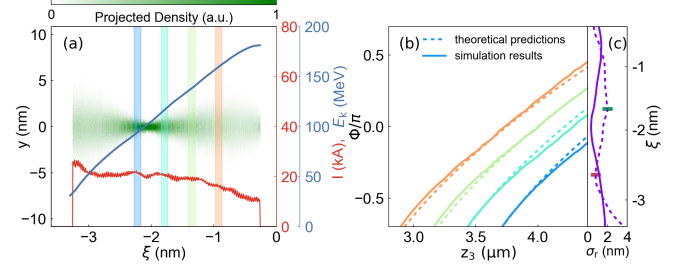 0 1
Projected Density (a.u.)
(a)
10
5
0
−5
−10
y (nm)
−3 −2 −1 0
ξ (nm)
80
60
40
20
0
I (kA),
200
150
100
50
0
E_k (MeV)
(b)
theoretical predictions
simulation results
0.5
0.0
−0.5
Φ/π
3.0 3.5 4.0
z₃ (μm)
(c)
0 2 4
σ_r (nm)
-1
-2
-3
ξ (nm)